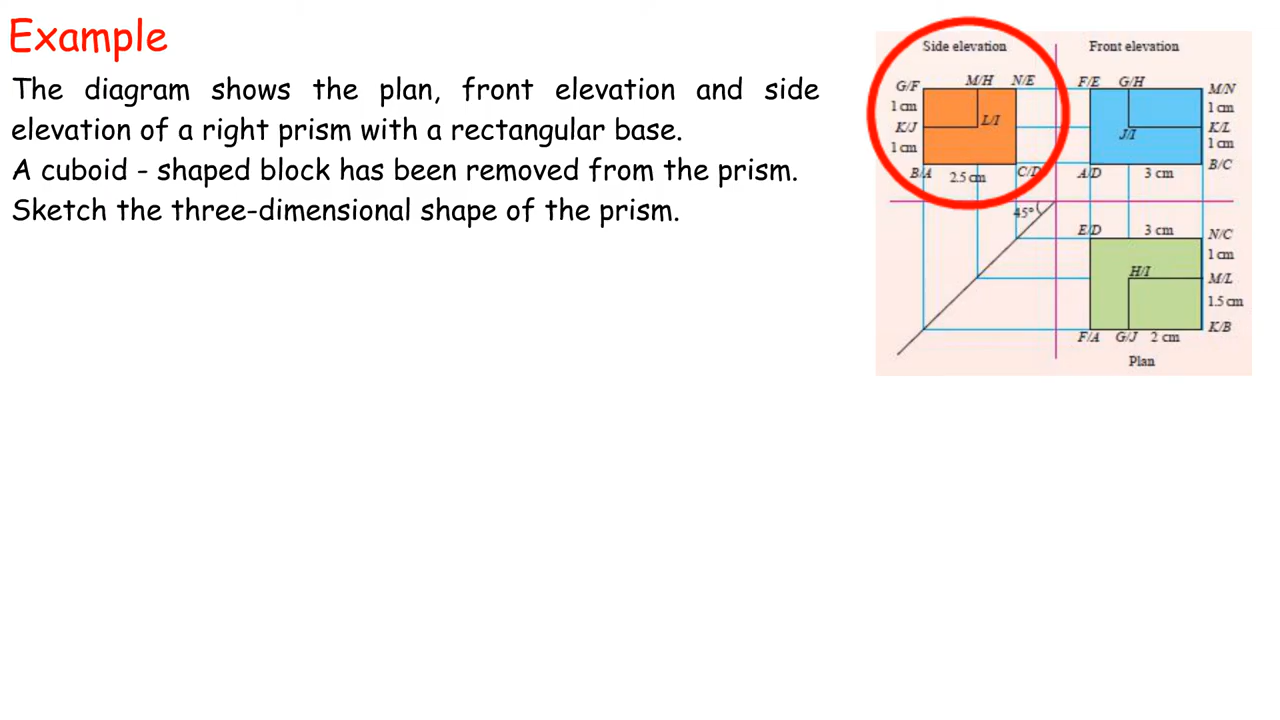 Example
The diagram shows the plan, front elevation and side
elevation of a right prism with a rectangular base.
A cuboid - shaped block has been removed from the prism.
Sketch the three-dimensional shape of the prism.
Side elevation
Front elevation
G/F M/H N/E
1 cm
K/J L/I
1 cm
B/A 2.5 cm C/D
F/E G/H M/N
1 cm
J/I K/L
1 cm
B/C
A/D 3 cm
45°
E/D 3 cm N/C
1 cm
H/I M/L
1.5 cm
K/B
F/A G/J 2 cm
Plan